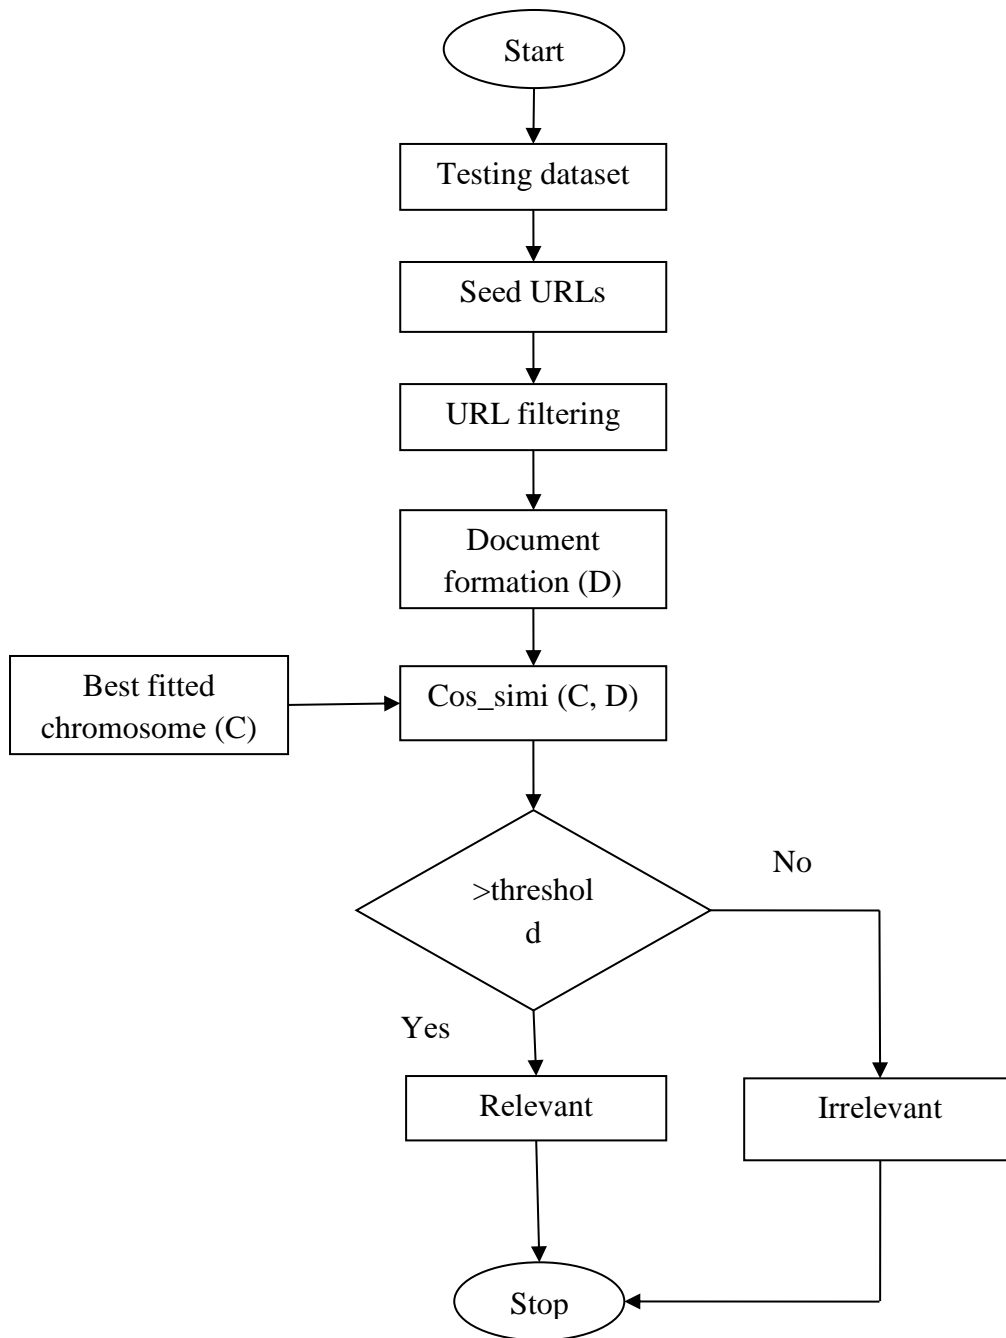 Start
Testing dataset
Seed URLs
URL filtering
Document
formation (D)
Best fitted
chromosome (C)
Cos_simi (C, D)
>threshol
d
No
Yes
Relevant
Irrelevant
Stop